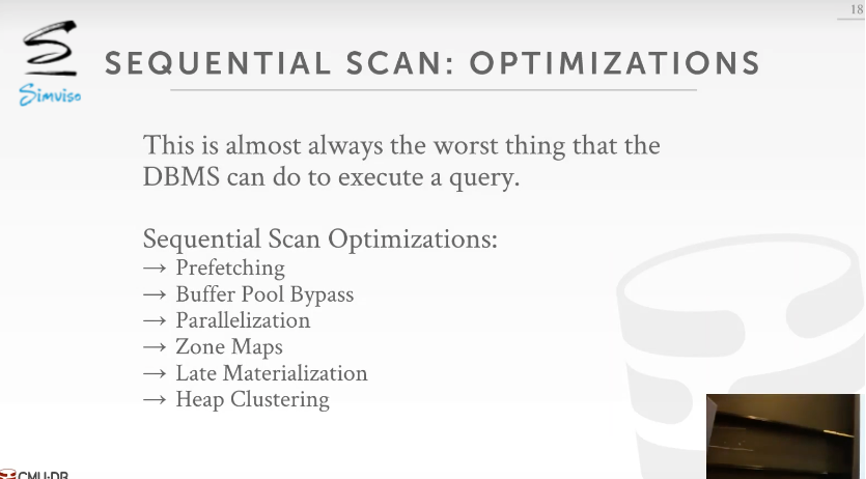 18
Simviso
SEQUENTIAL SCAN: OPTIMIZATIONS
This is almost always the worst thing that the
DBMS can do to execute a query.
Sequential Scan Optimizations:
→ Prefetching
→ Buffer Pool Bypass
→ Parallelization
→ Zone Maps
→ Late Materialization
→ Heap Clustering
CMU·DB